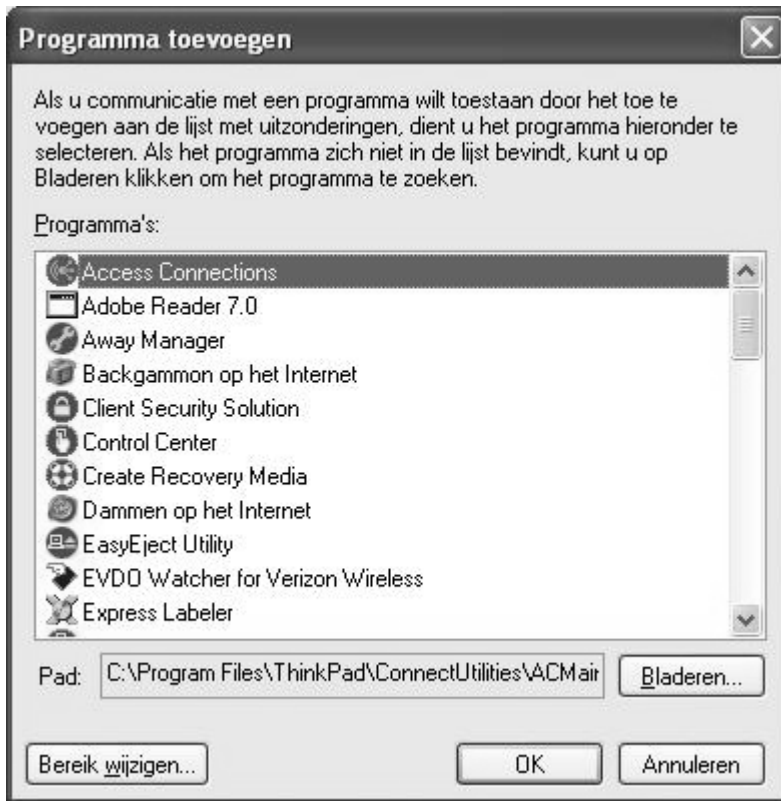 Programma toevoegen
Als u communicatie met een programma wilt toestaan door het toe te
voegen aan de lijst met uitzonderingen, dient u het programma hieronder te
selecteren. Als het programma zich niet in de lijst bevindt, kunt u op
Bladeren klikken om het programma te zoeken.
Programma's:
Access Connections
Adobe Reader 7.0
Away Manager
Backgammon op het Internet
Client Security Solution
Control Center
Create Recovery Media
Dammen op het Internet
EasyEject Utility
EVDO Watcher for Verizon Wireless
Express Labeler
Pad: C:\Program Files\ThinkPad\ConnectUtilities\ACMain Bladeren...
Bereik wijzigen... OK Annuleren